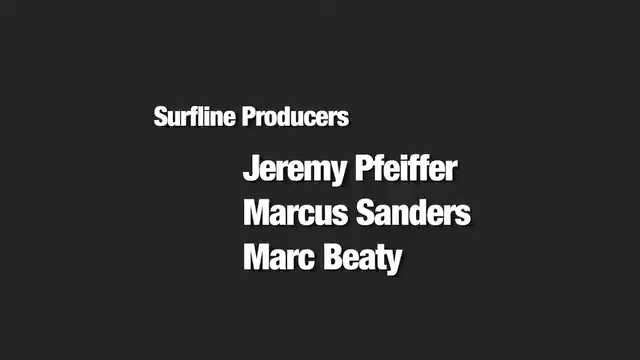 Surfline Producers
Jeremy Pfeiffer
Marcus Sanders
Marc Beaty